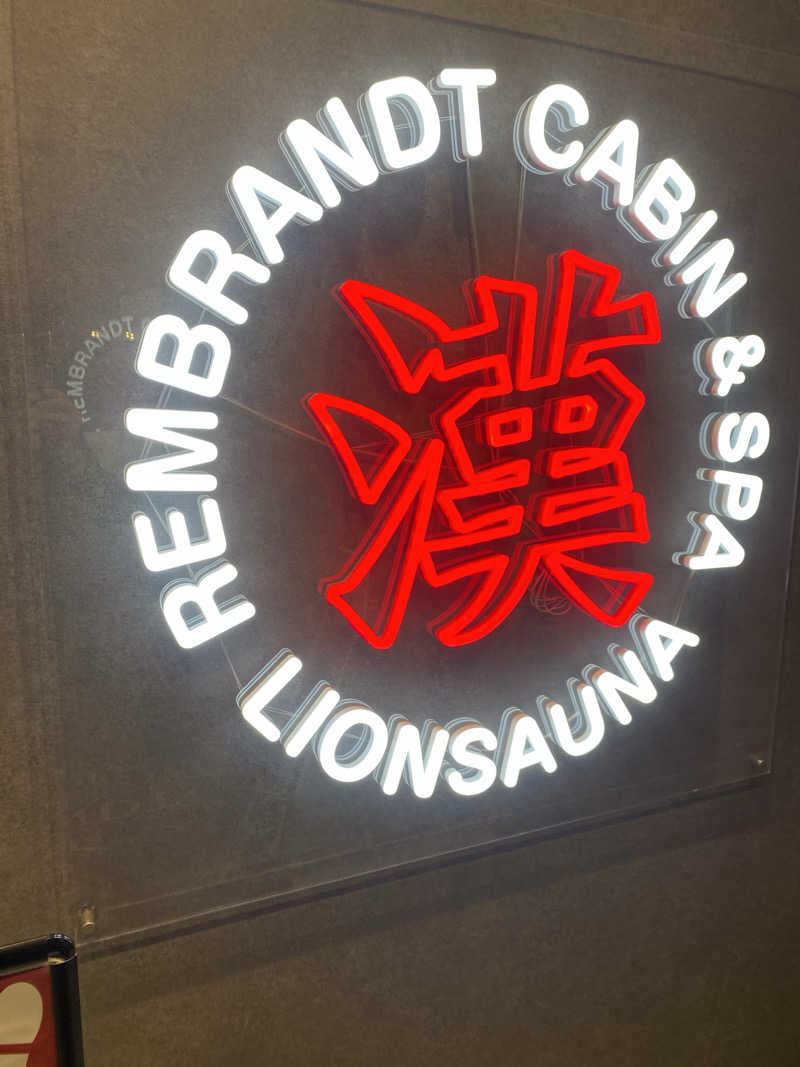 REMBRANDT CABIN & SPA
漢
LIONSAUNA